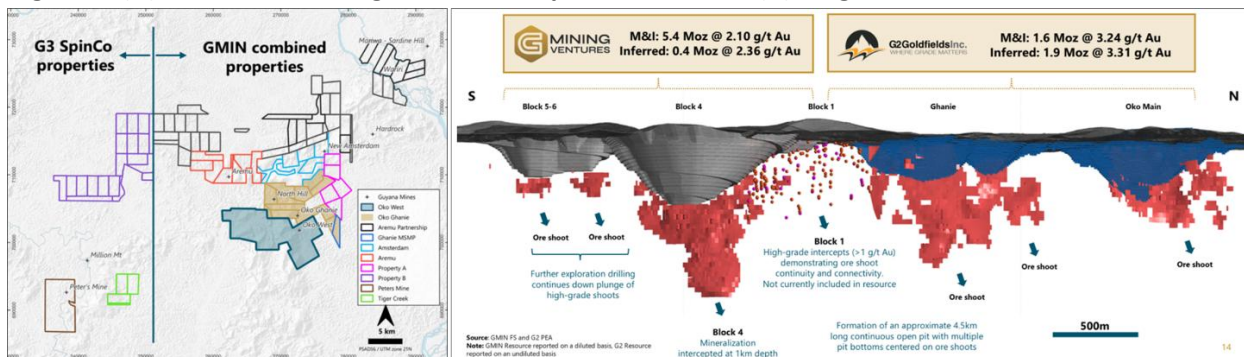 G3 SpinCo
properties
GMIN combined
properties
Hardrock
New Amsterdam
Aremu
North Hill
Oko Ghanie
Oko West
Million Mt
Peter's Mine
Guyana Mines
Oko West
Oko Ghanie
Aremu Partnership
Ghanie MSMP
Amsterdam
Aremu
Property A
Property B
Peters Mine
Tiger Creek
5 km
G MINING
VENTURES
M&I: 5.4 Moz @ 2.10 g/t Au
Inferred: 0.4 Moz @ 2.36 g/t Au
G2Goldfields Inc.
WHERE GRADE MATTERS
M&I: 1.6 Moz @ 3.24 g/t Au
Inferred: 1.9 Moz @ 3.31 g/t Au
S
Block 5-6
Block 4
Block 1
Ghanie
Oko Main
N
Ore shoot
Ore shoot
Further exploration drilling
continues down plunge of
high-grade shoots
Block 4
Mineralization
intercepted at 1km depth
Block 1
High-grade intercepts (>1 g/t Au)
demonstrating ore shoot
continuity and connectivity.
Not currently included in resource
Ore shoot
Ore shoot
Ore shoot
Formation of an approximate 4.5km
long continuous open pit with multiple
pit bottoms centered on ore shoots
500m
Source: GMIN FS and G2 PEA
Note: GMIN Resource reported on a diluted basis, G2 Resource
reported on an undiluted basis
14